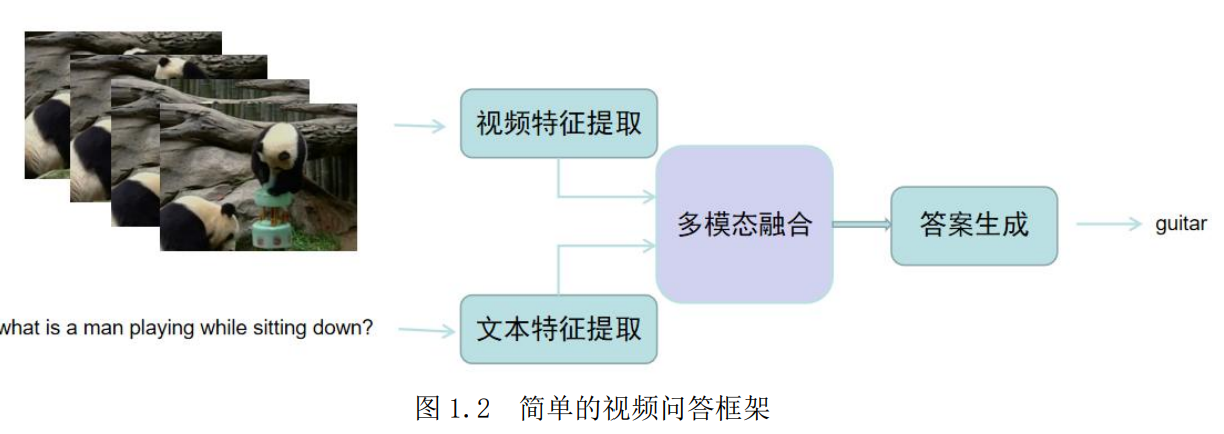 视频特征提取
多模态融合
答案生成
guitar
what is a man playing while sitting down?
文本特征提取
图 1.2 简单的视频问答框架